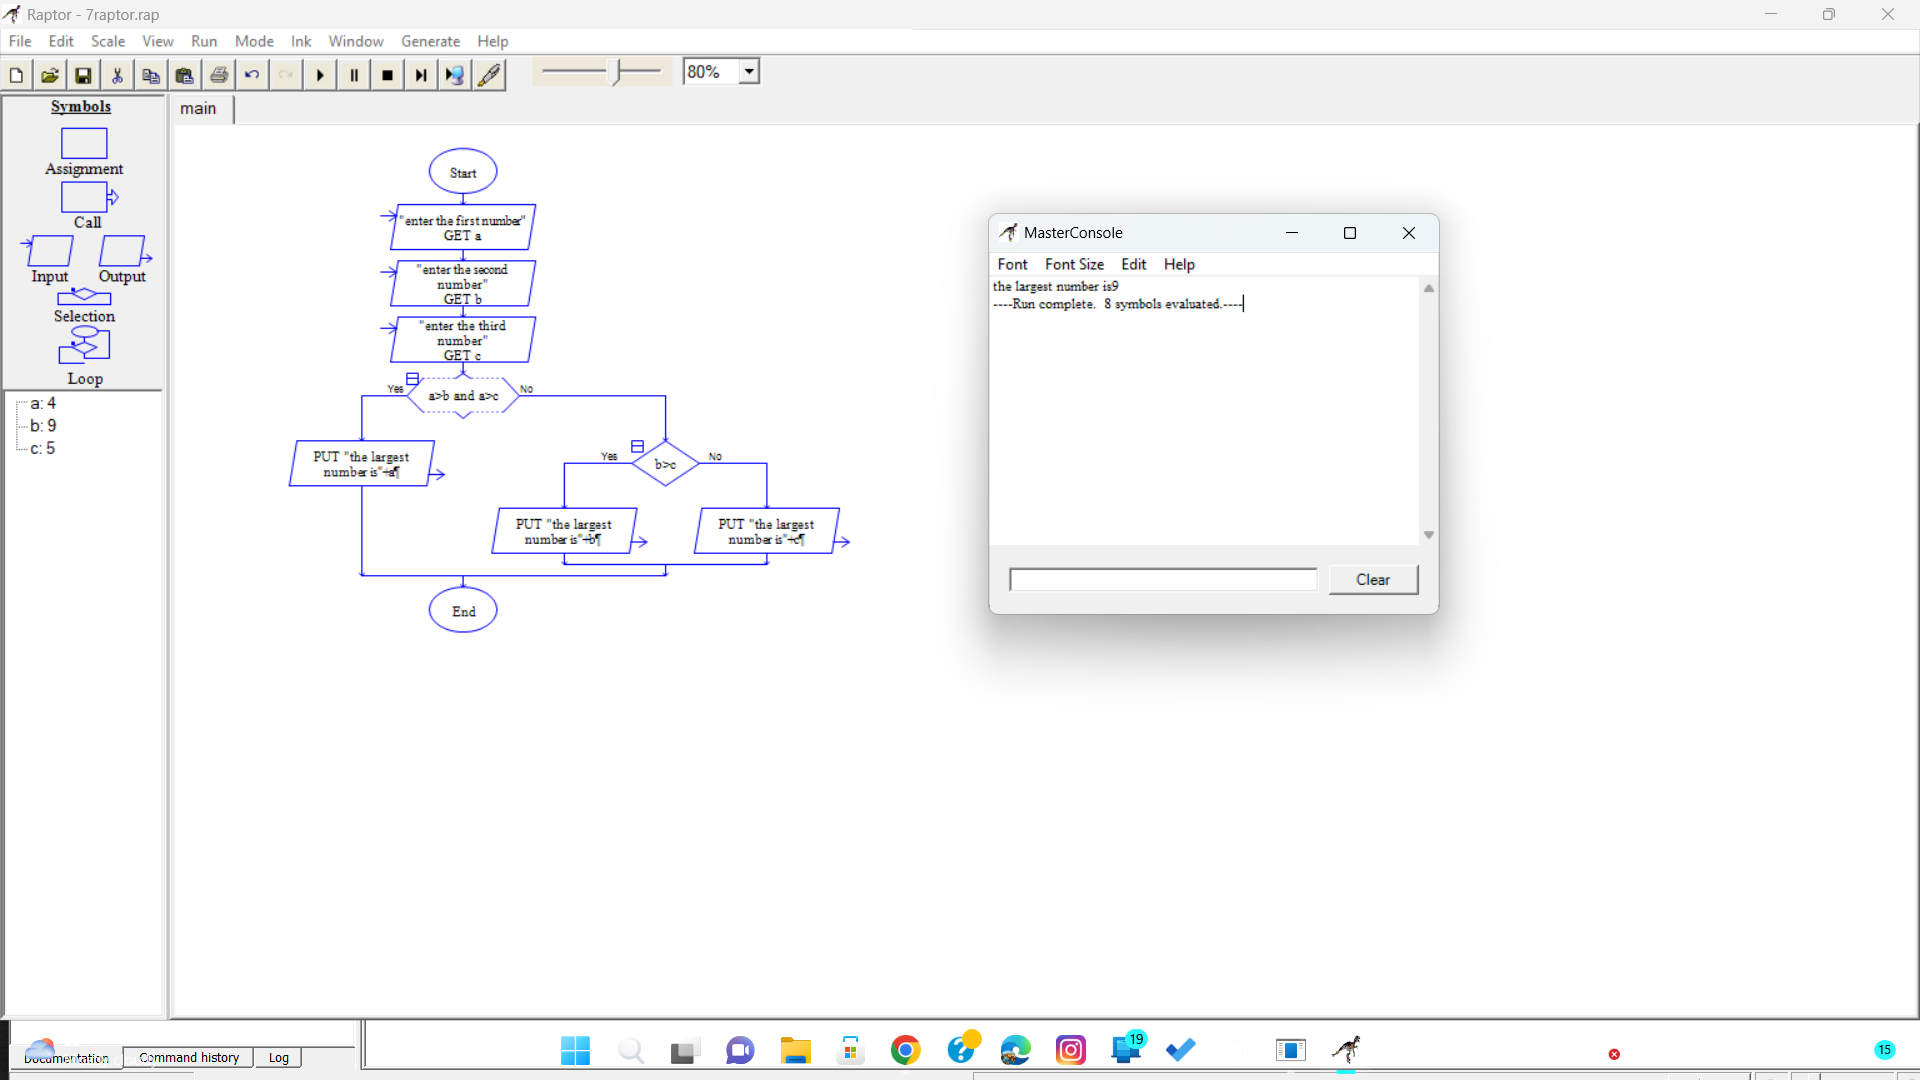 Raptor - 7raptor.rap
File Edit Scale View Run Mode Ink Window Generate Help
80%
Symbols
main
Assignment
Call
Input Output
Selection
Loop
a: 4
b: 9
c: 5
Start
"enter the first number"
GET a
"enter the second
number"
GET b
"enter the third
number"
GET c
Yes
a>b and a>c
No
PUT "the largest
number is"+a¶
Yes
b>c
No
PUT "the largest
number is"+b¶
PUT "the largest
number is"+c¶
End
MasterConsole
Font Font Size Edit Help
the largest number is9
----Run complete.  8 symbols evaluated.----
Clear
Documentation Command history Log
19
15